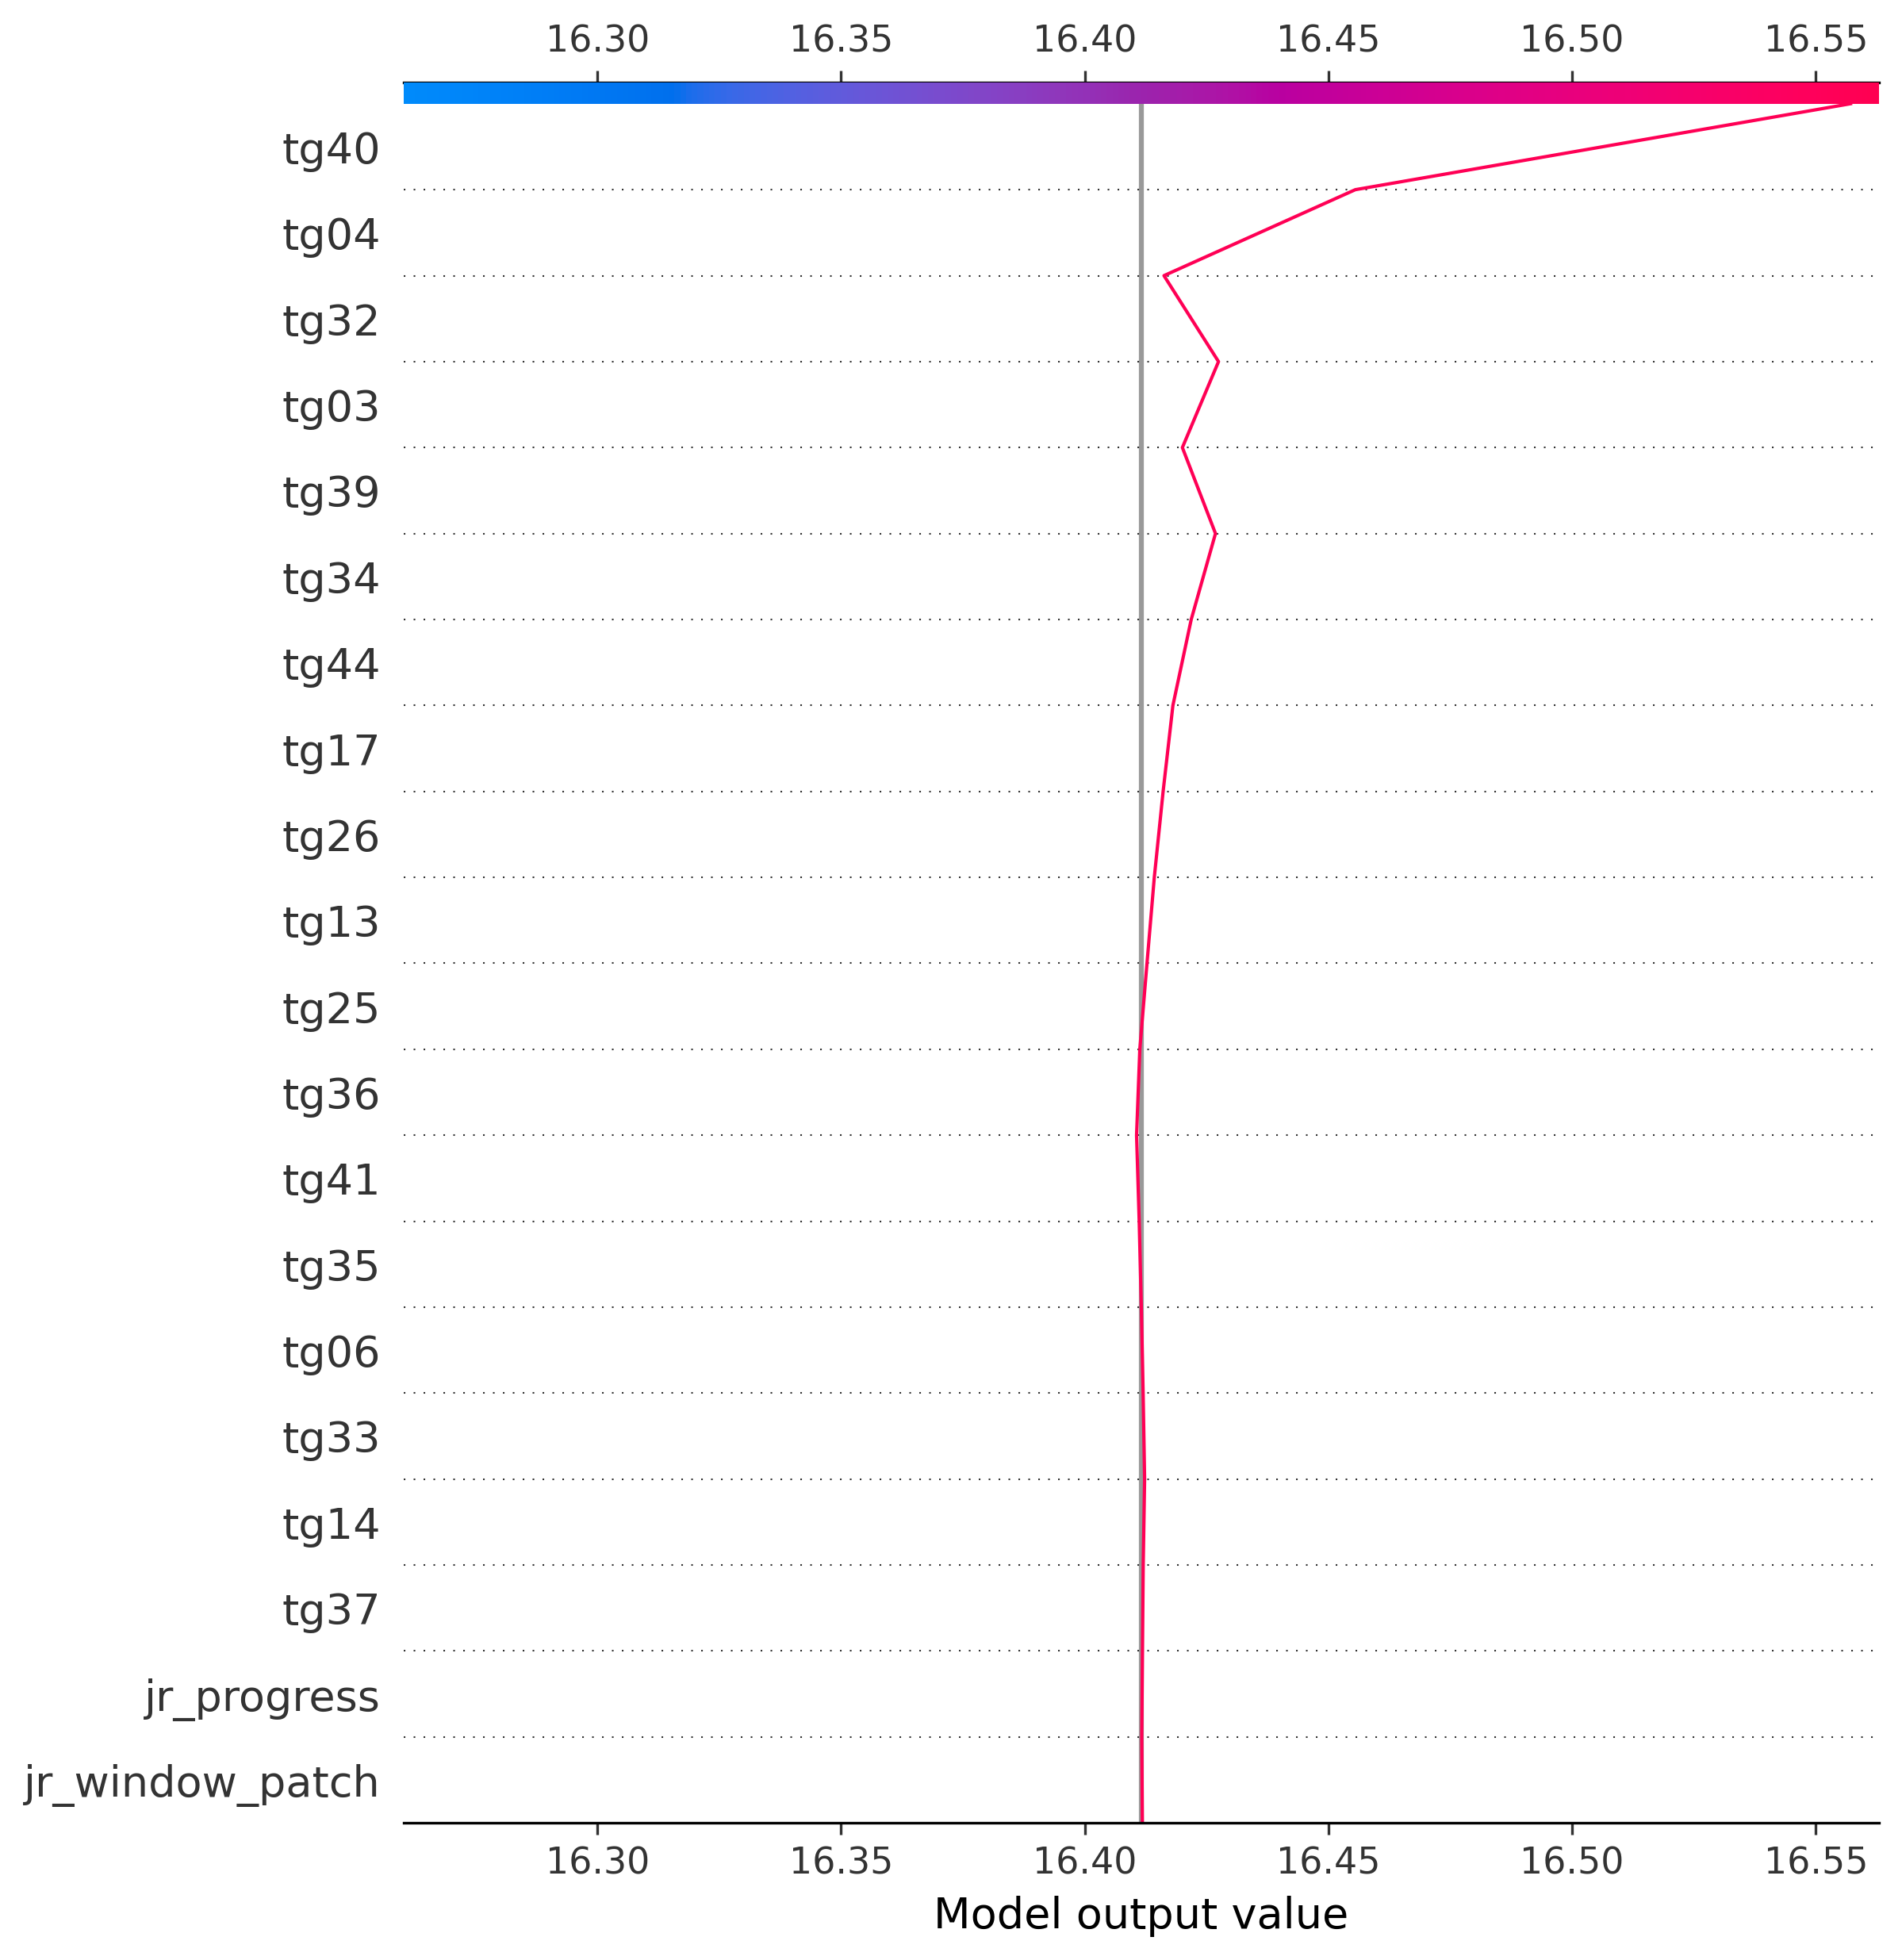 16.30 16.35 16.40 16.45 16.50 16.55
tg40
tg04
tg32
tg03
tg39
tg34
tg44
tg17
tg26
tg13
tg25
tg36
tg41
tg35
tg06
tg33
tg14
tg37
jr_progress
jr_window_patch
16.30 16.35 16.40 16.45 16.50 16.55
Model output value